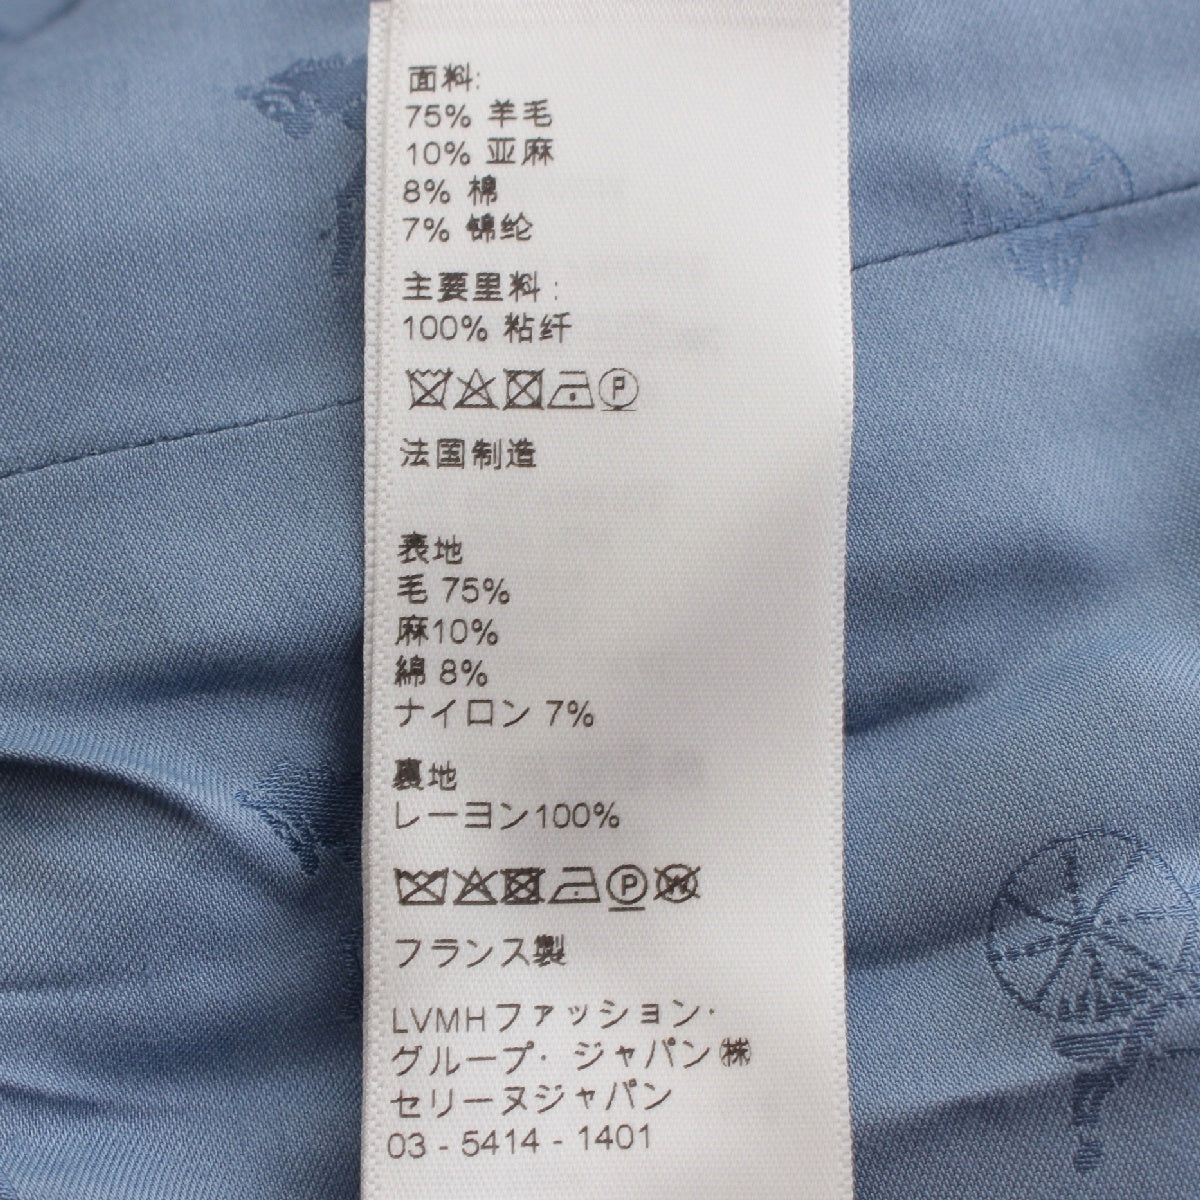 面料:
75% 羊毛
10% 亚麻
8% 棉
7% 锦纶
主要里料:
100% 粘纤
P
法国制造
表地
毛 75%
麻10%
綿 8%
ナイロン 7%
裏地
レーヨン100%
P W
フランス製
LVMHファッション·
グループ· ジャパン㈱
セリーヌジャパン
03 - 5414 - 1401